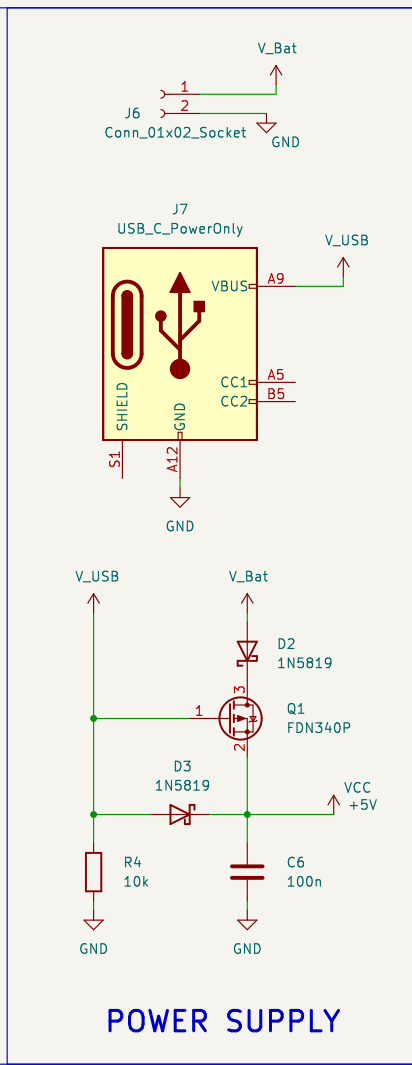 V_Bat
1
J6
2
Conn_01x02_Socket
GND
J7
USB_C_PowerOnly
V_USB
VBUS
A9
CC1
A5
CC2
B5
SHIELD
GND
S1
A12
GND
V_USB
V_Bat
D2
1N5819
3
1
Q1
FDN340P
2
D3
1N5819
VCC
+5V
R4
10k
C6
100n
GND
GND
POWER SUPPLY